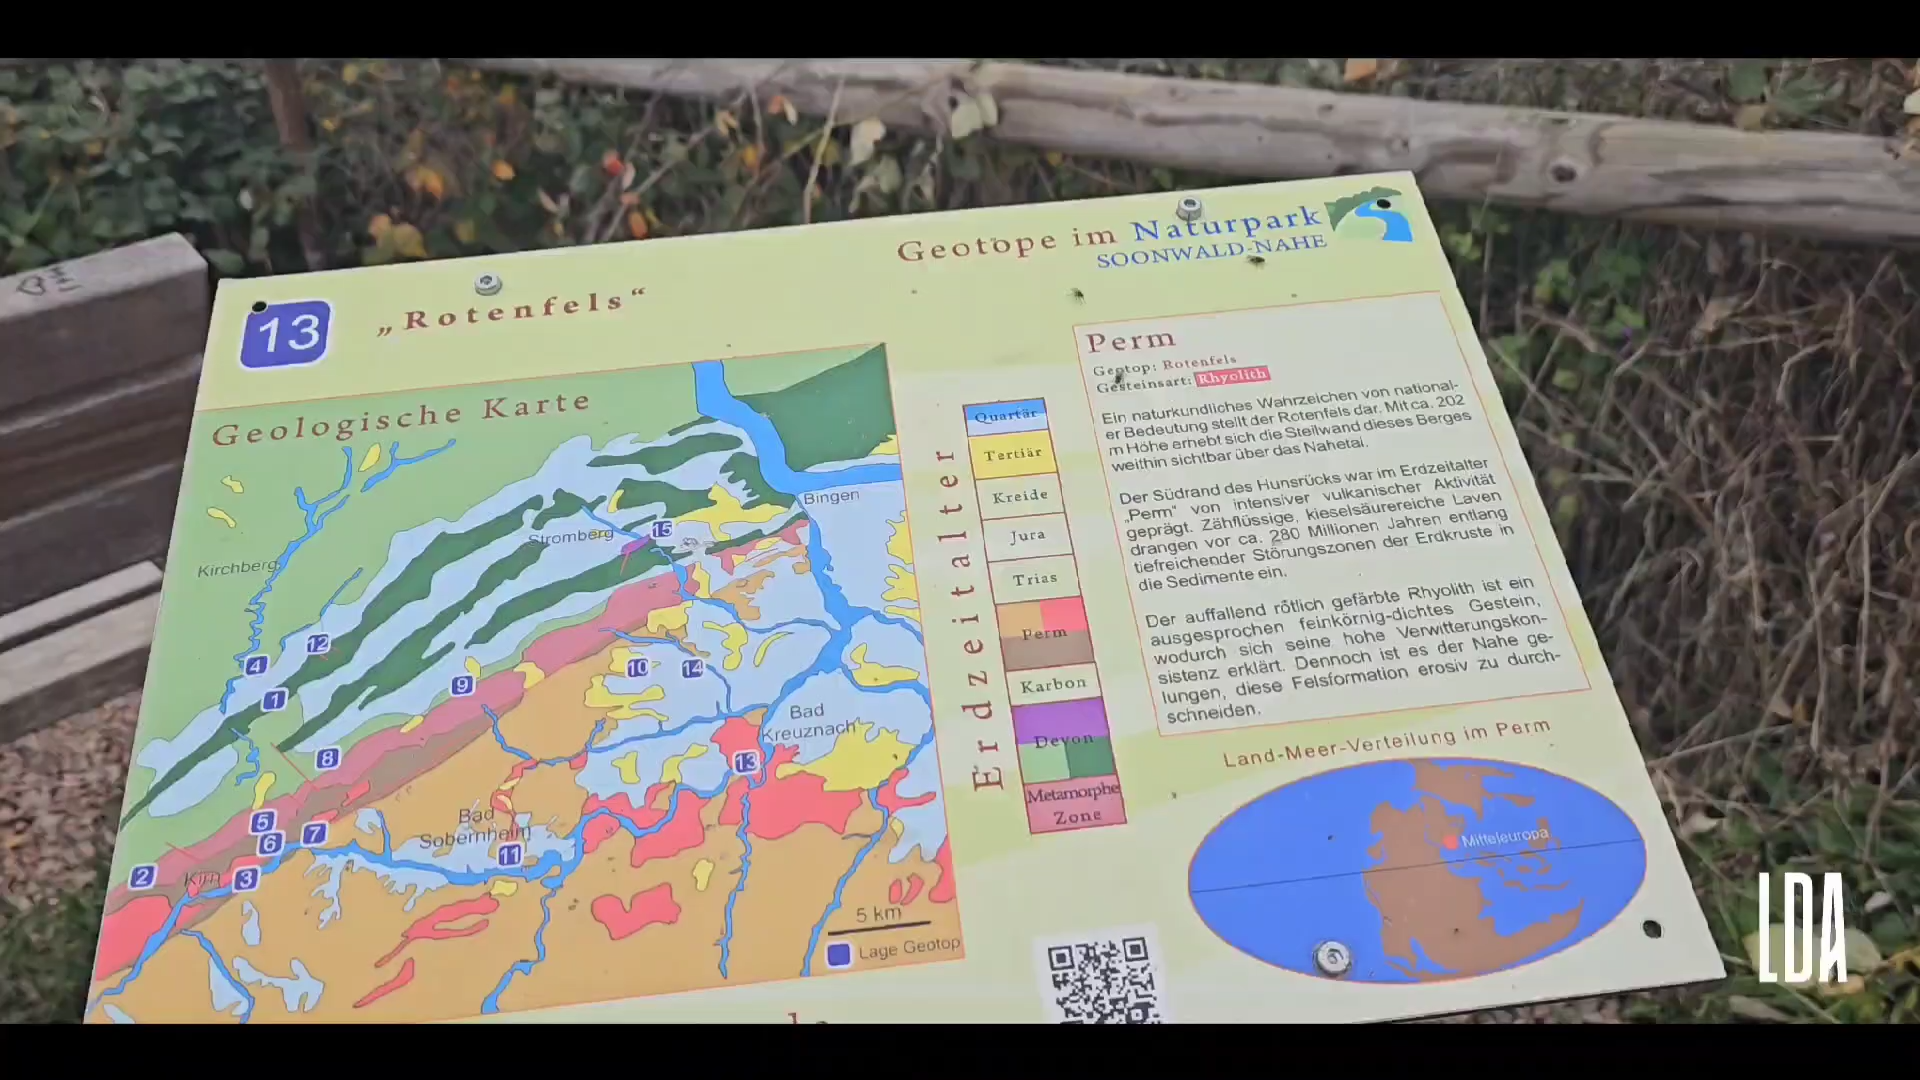 Geotope im Naturpark
SOONWALD-NAHE
13
„Rotenfels“
Geologische Karte
Bingen
Stromberg
15
Kirchberg
12
4
1
9
10
14
8
Bad
Kreuznach
13
5
6
7
Bad
Sobernheim
11
2
Kirn
3
5 km
Lage Geotop
Erdzeitalter
Quartär
Tertiär
Kreide
Jura
Trias
Perm
Karbon
Devon
Metamorphe
Zone
Perm
Geotop: Rotenfels
Gesteinsart: Rhyolith
Ein naturkundliches Wahrzeichen von national-
er Bedeutung stellt der Rotenfels dar. Mit ca. 202
m Höhe erhebt sich die Steilwand dieses Berges
weithin sichtbar über das Nahetal.
Der Südrand des Hunsrücks war im Erdzeitalter
„Perm“ von intensiver vulkanischer Aktivität
geprägt. Zähflüssige, kieselsäurereiche Laven
drangen vor ca. 280 Millionen Jahren entlang
tiefreichender Störungszonen der Erdkruste in
die Sedimente ein.
Der auffallend rötlich gefärbte Rhyolith ist ein
ausgesprochen feinkörnig-dichtes Gestein,
wodurch sich seine hohe Verwitterungskon-
sistenz erklärt. Dennoch ist es der Nahe ge-
lungen, diese Felsformation erosiv zu durch-
schneiden.
Land-Meer-Verteilung im Perm
Mitteleuropa
LDA